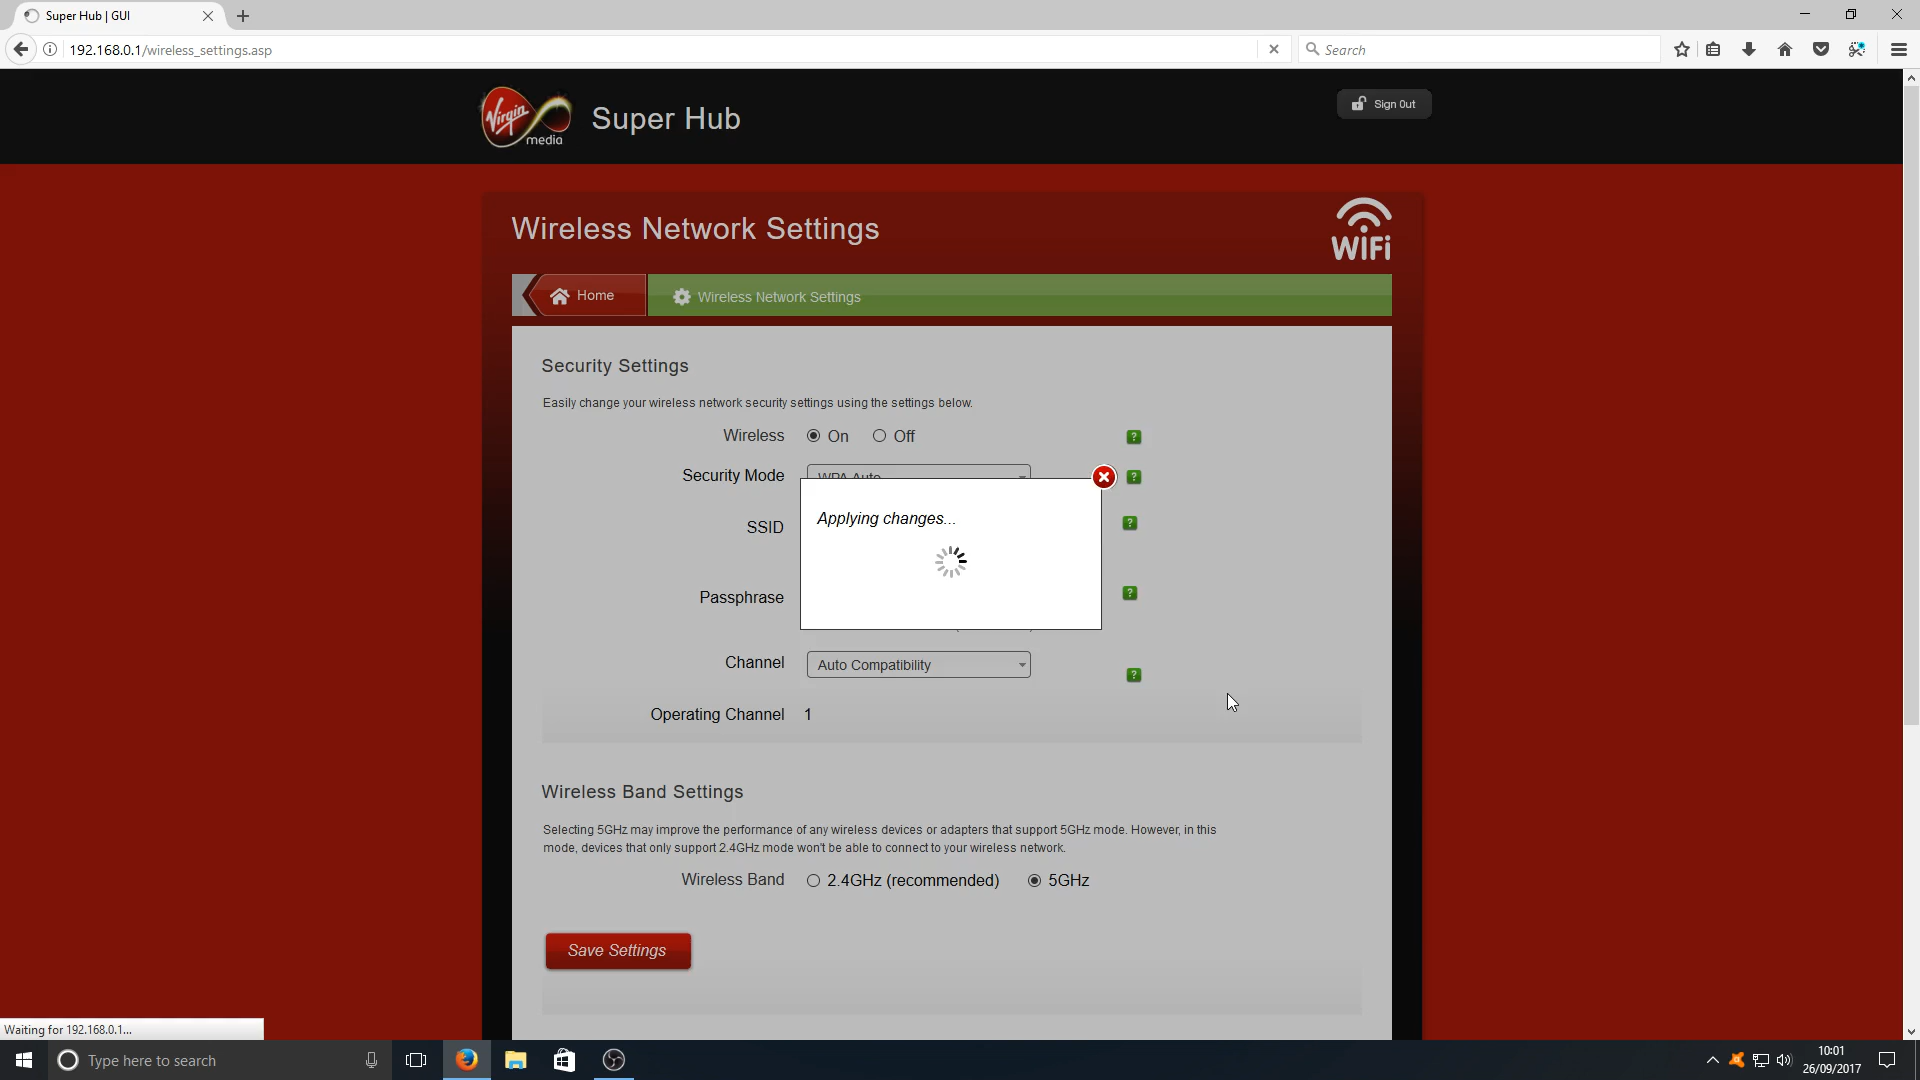 Super Hub | GUI
192.168.0.1/wireless_settings.asp
Search
Virgin media
Super Hub
Sign Out
Wireless Network Settings
WiFi
Home
Wireless Network Settings
Security Settings
Easily change your wireless network security settings using the settings below.
Wireless On Off ?
Security Mode WPA Auto ?
Applying changes...
SSID ?
Passphrase ?
Channel Auto Compatibility ?
Operating Channel 1
Wireless Band Settings
Selecting 5GHz may improve the performance of any wireless devices or adapters that support 5GHz mode. However, in this
mode, devices that only support 2.4GHz mode won't be able to connect to your wireless network.
Wireless Band 2.4GHz (recommended) 5GHz
Save Settings
Waiting for 192.168.0.1...
Type here to search
10:01
26/09/2017